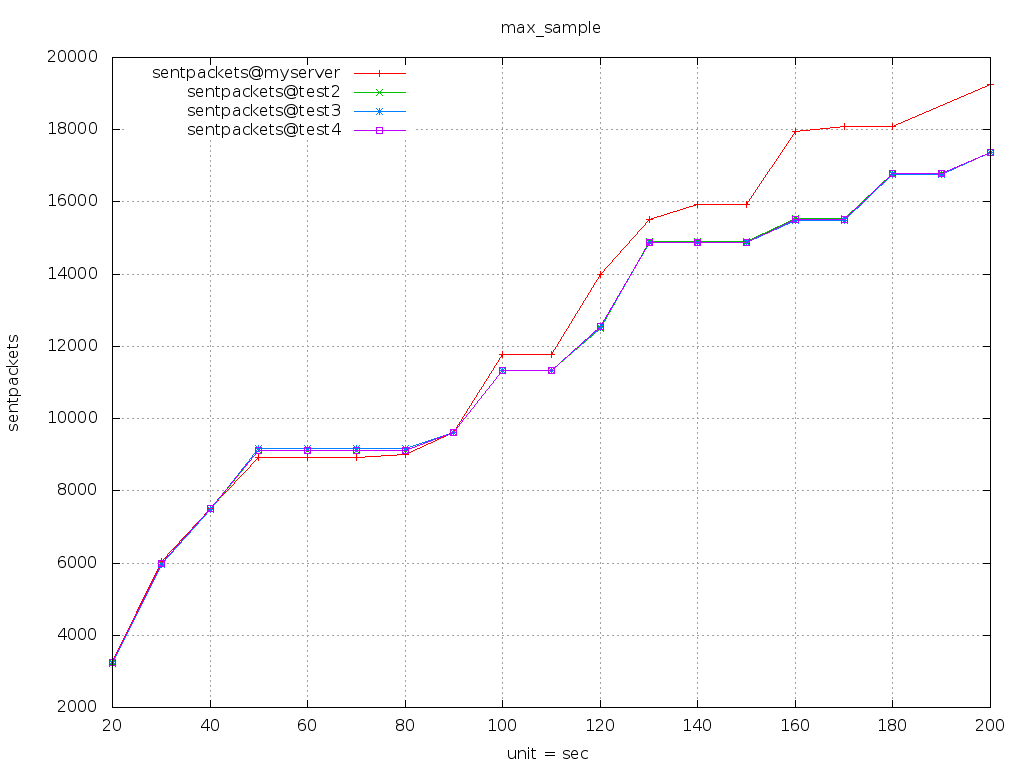 max_sample
20000
18000
16000
14000
12000
10000
8000
6000
4000
2000
sentpackets
sentpackets@myserver
sentpackets@test2
sentpackets@test3
sentpackets@test4
20 40 60 80 100 120 140 160 180 200
unit = sec